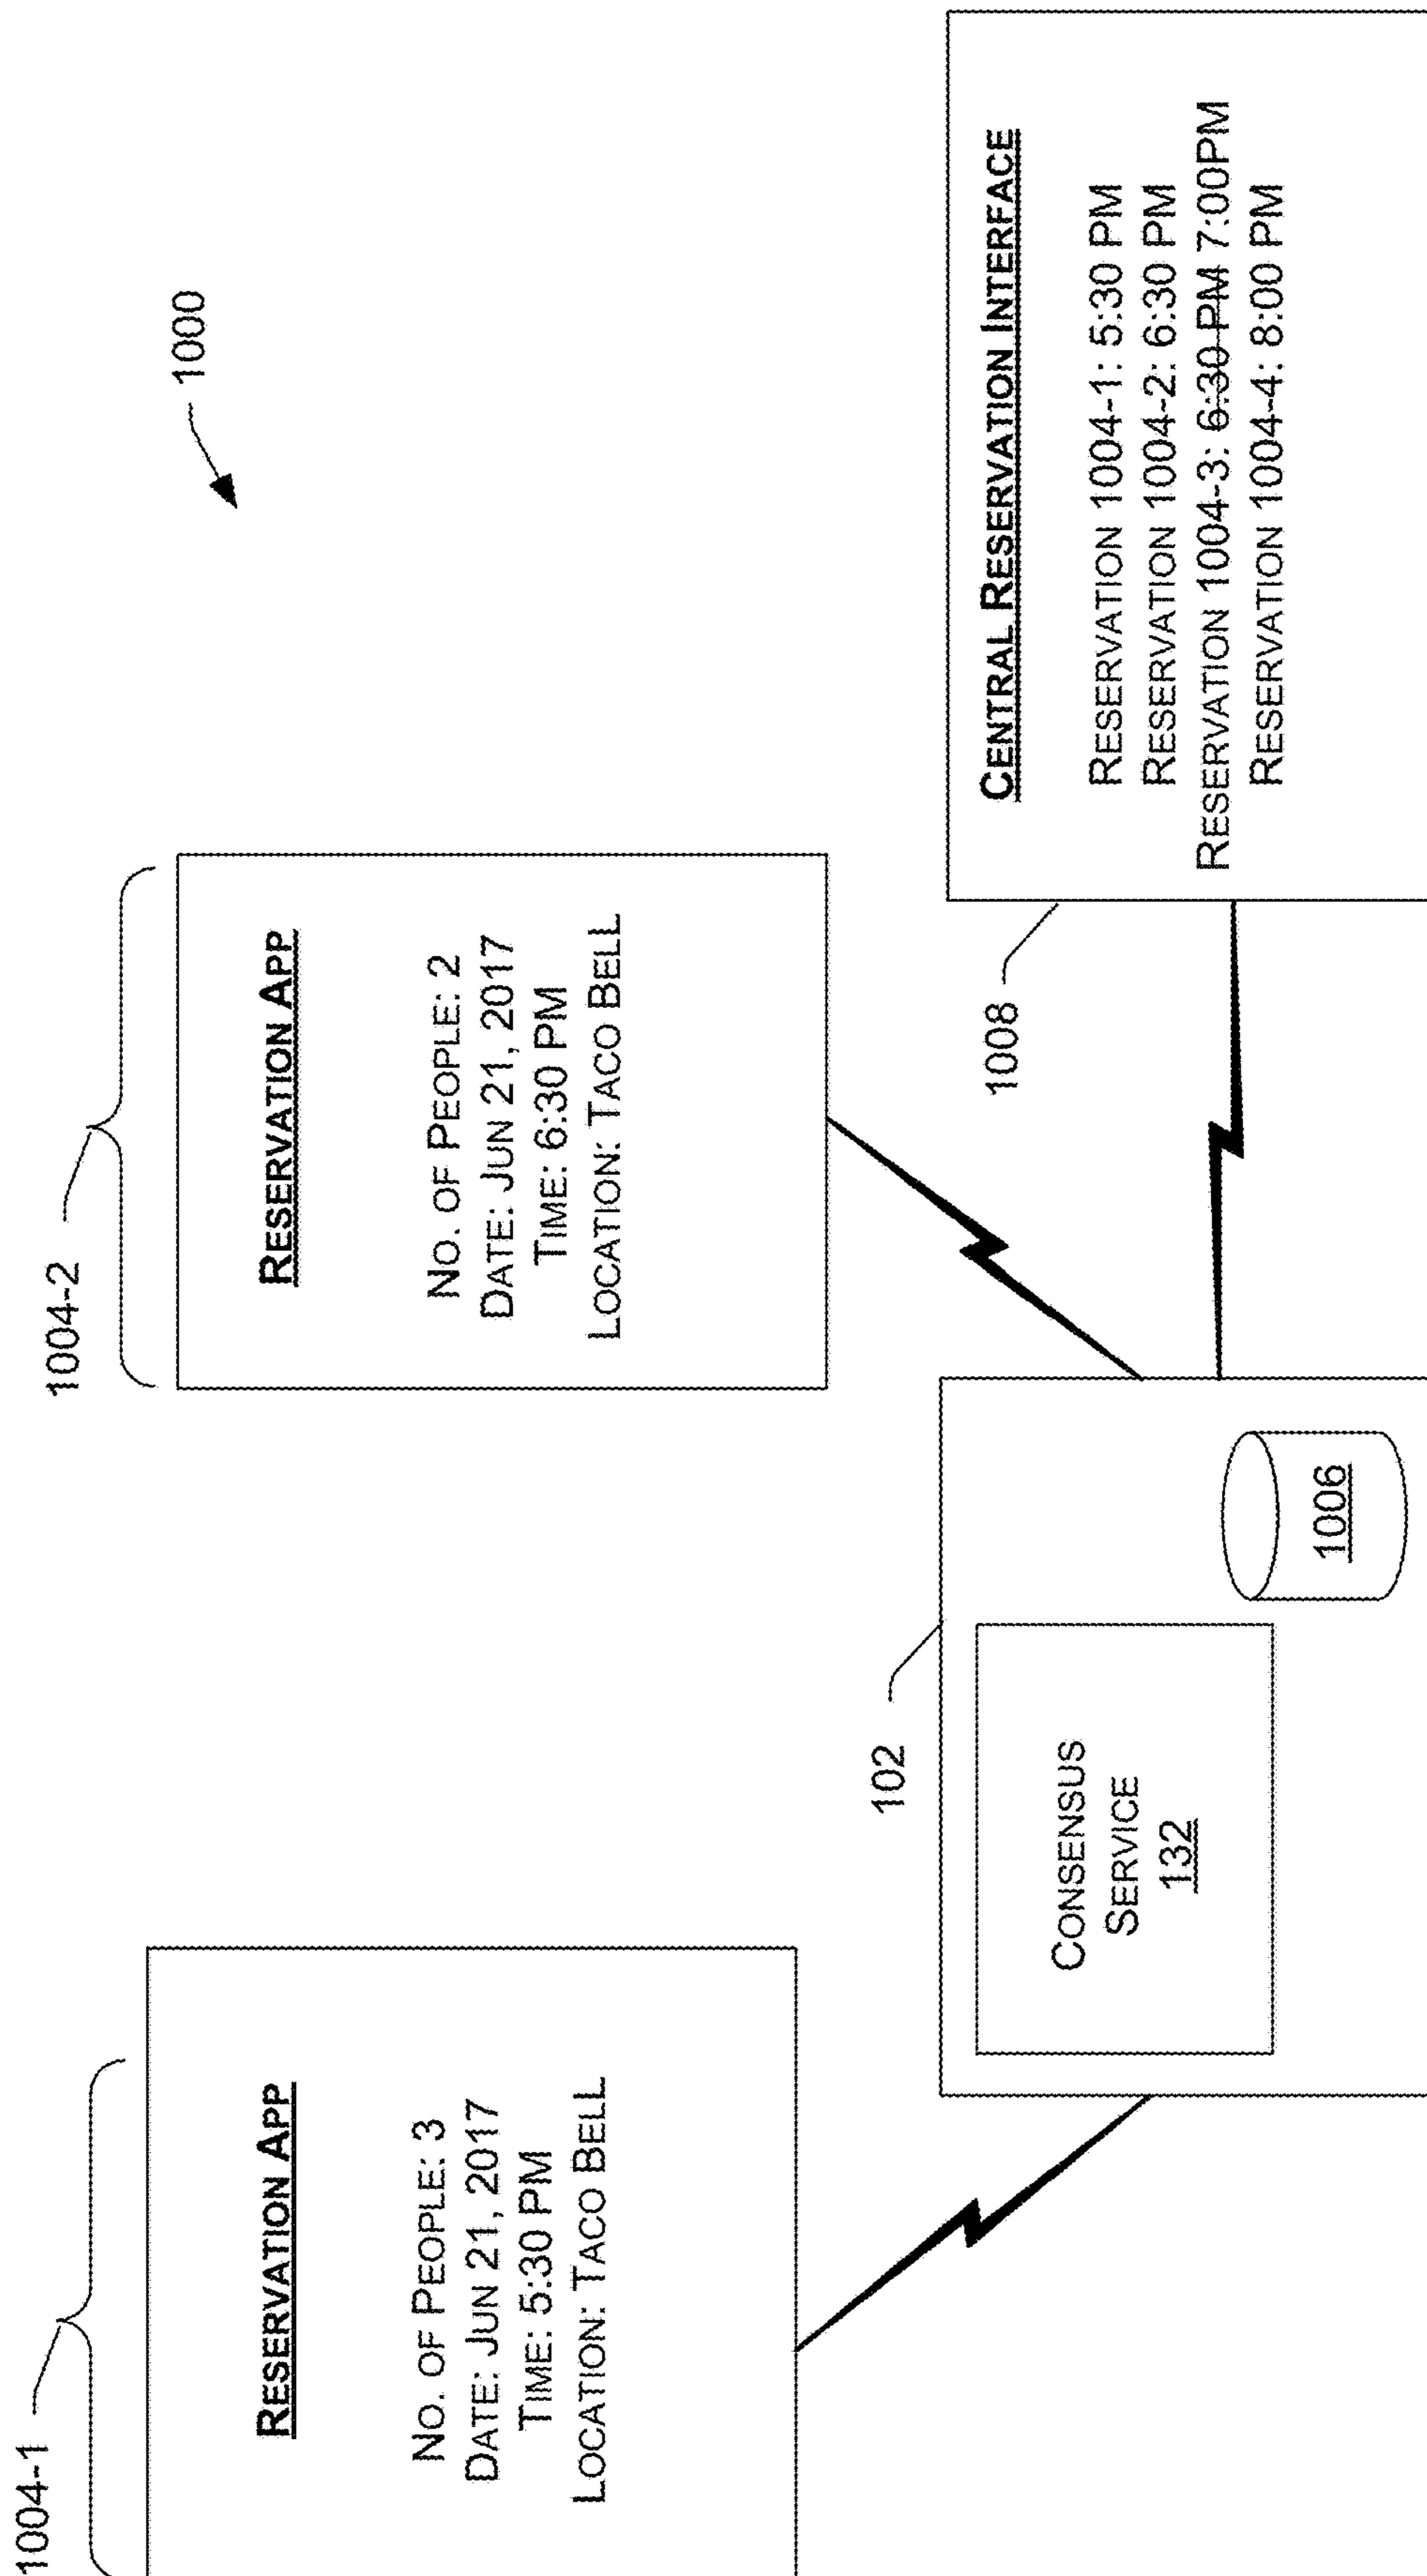 1000
1004-1
RESERVATION APP
NO. OF PEOPLE: 3
DATE: JUN 21, 2017
TIME: 5:30 PM
LOCATION: TACO BELL
1004-2
RESERVATION APP
NO. OF PEOPLE: 2
DATE: JUN 21, 2017
TIME: 6:30 PM
LOCATION: TACO BELL
102
CONSENSUS
SERVICE
132
1006
1008
CENTRAL RESERVATION INTERFACE
RESERVATION 1004-1: 5:30 PM
RESERVATION 1004-2: 6:30 PM
RESERVATION 1004-3: 6:30 PM 7:00PM
RESERVATION 1004-4: 8:00 PM